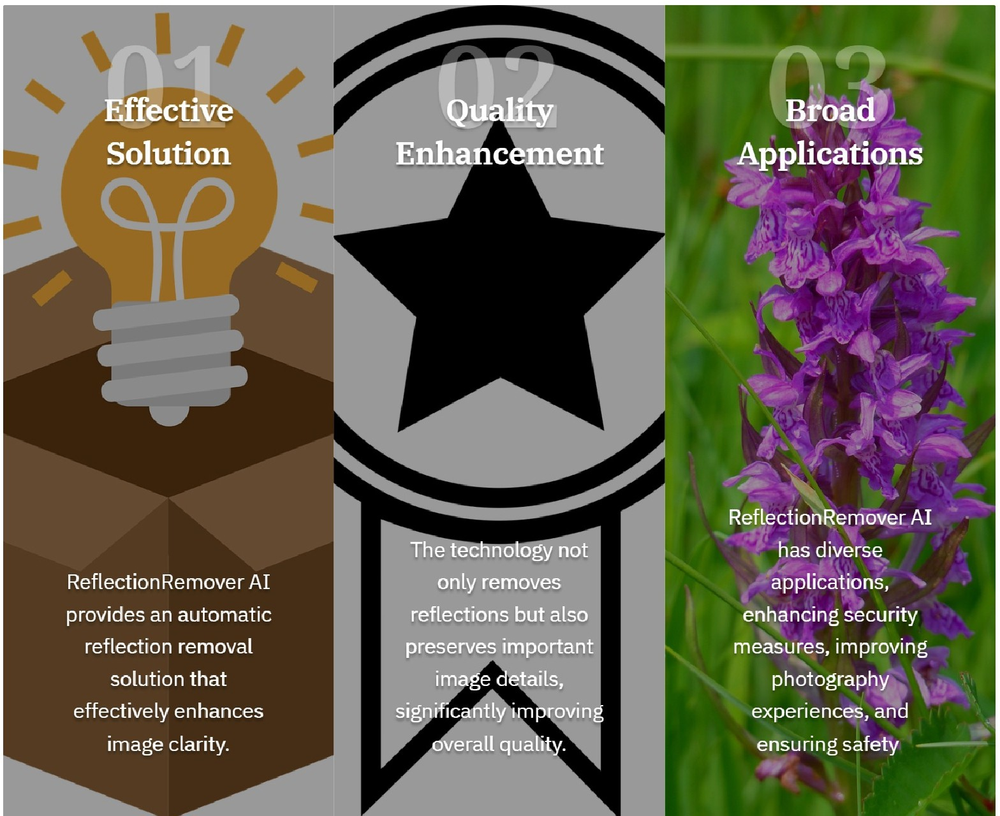 01
Effective
Solution
ReflectionRemover AI
provides an automatic
reflection removal
solution that
effectively enhances
image clarity.
02
Quality
Enhancement
The technology not
only removes
reflections but also
preserves important
image details,
significantly improving
overall quality.
03
Broad
Applications
ReflectionRemover AI
has diverse
applications,
enhancing security
measures, improving
photography
experiences, and
ensuring safety